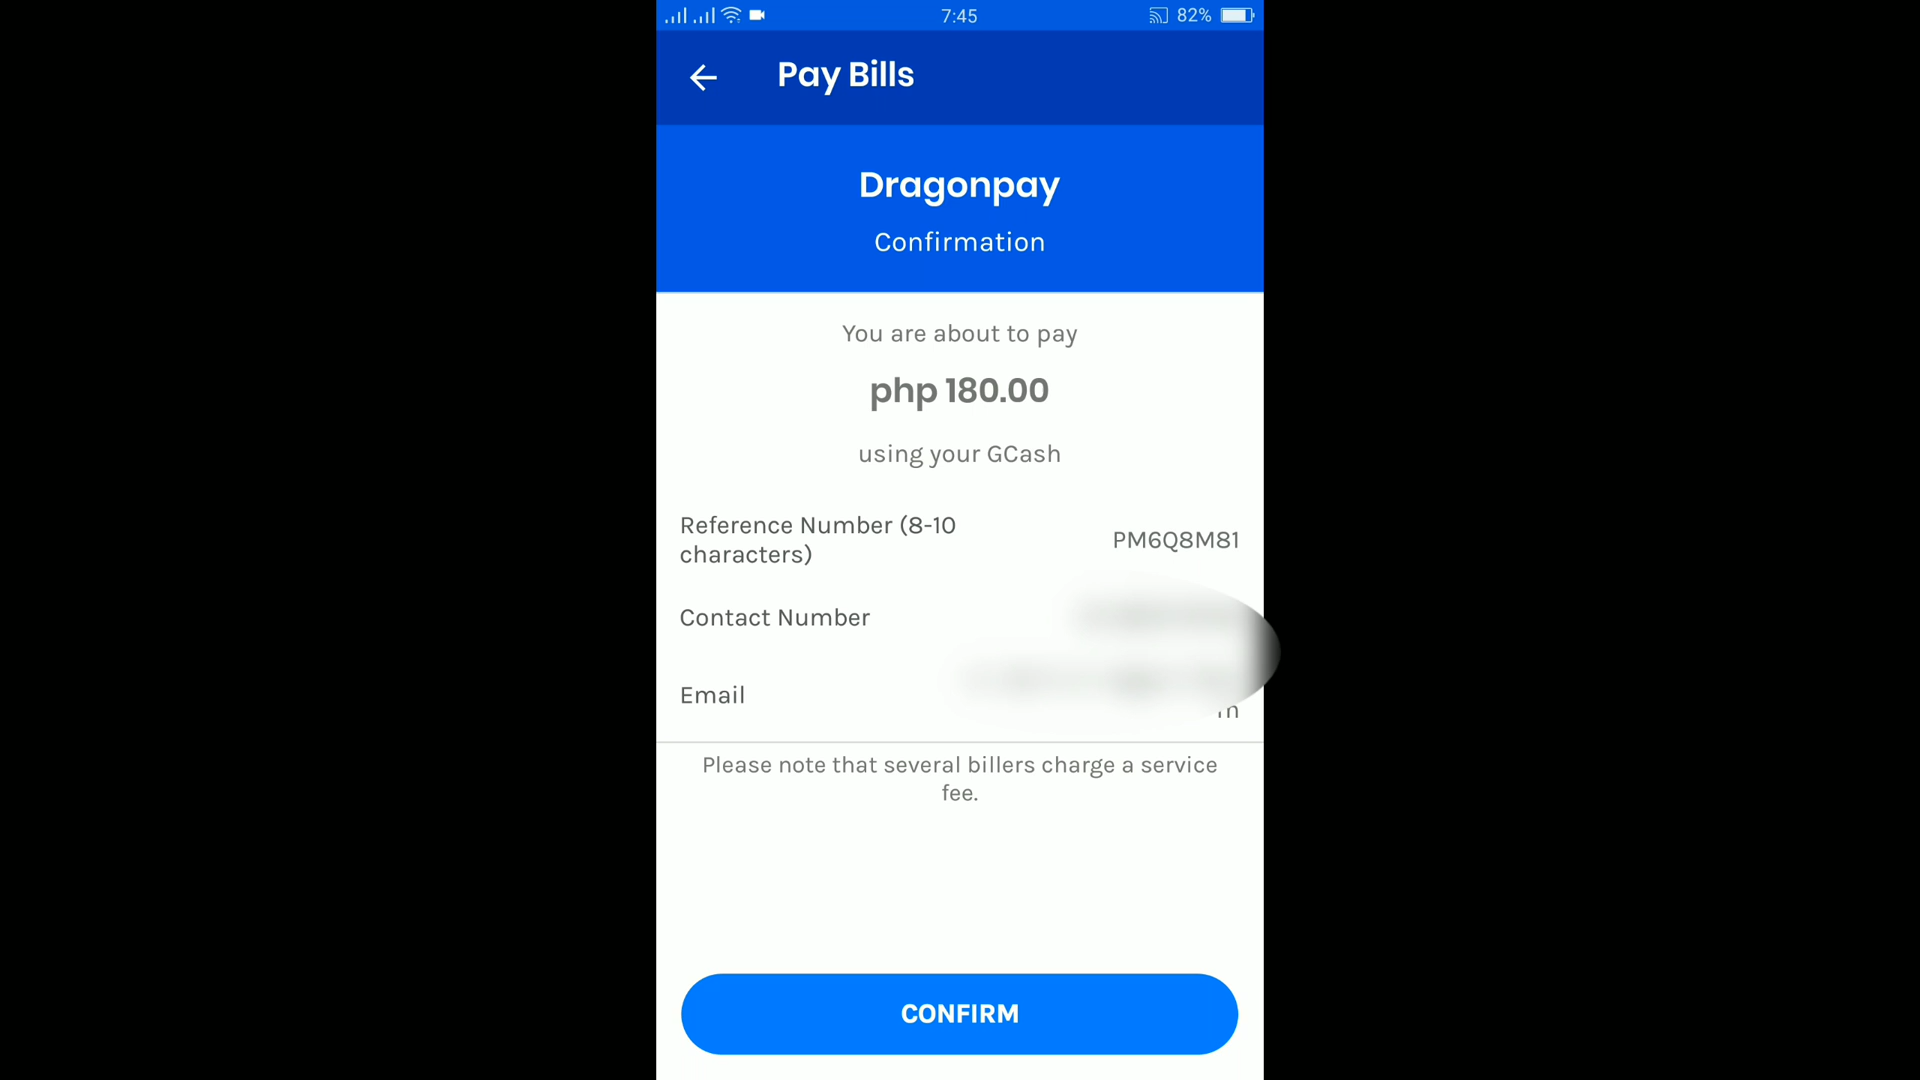 7:45
82%
Pay Bills
Dragonpay
Confirmation
You are about to pay
php 180.00
using your GCash
Reference Number (8-10
characters)
PM6Q8M81
Contact Number
Email
Please note that several billers charge a service
fee.
CONFIRM